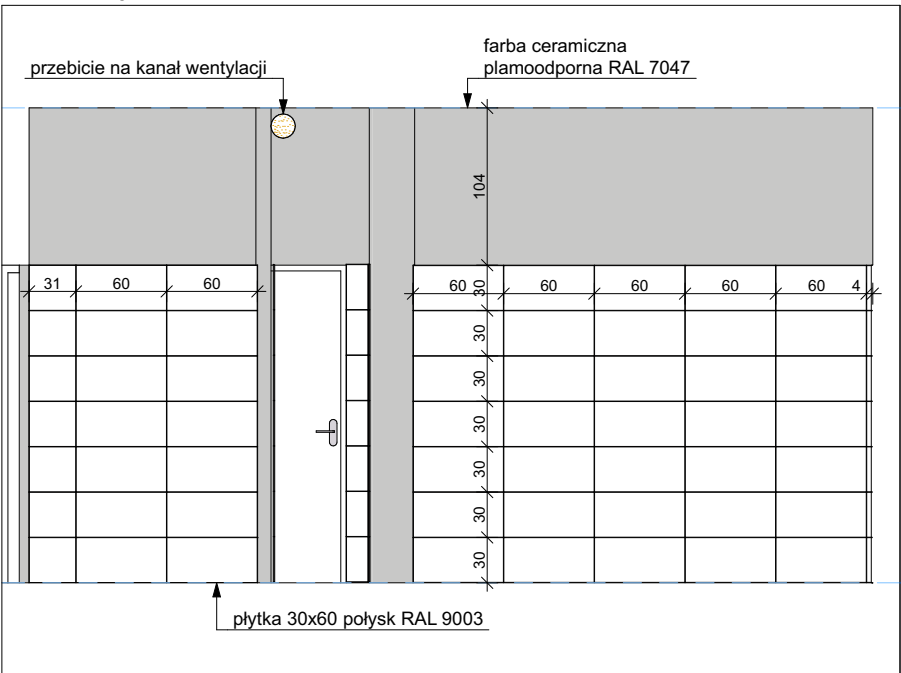 farba ceramiczna
plamoodporna RAL 7047
przebicie na kanał wentylacji
104
31 60 60 60 60 60 60 60 4
30
30
30
30
30
30
30
płytka 30x60 połysk RAL 9003